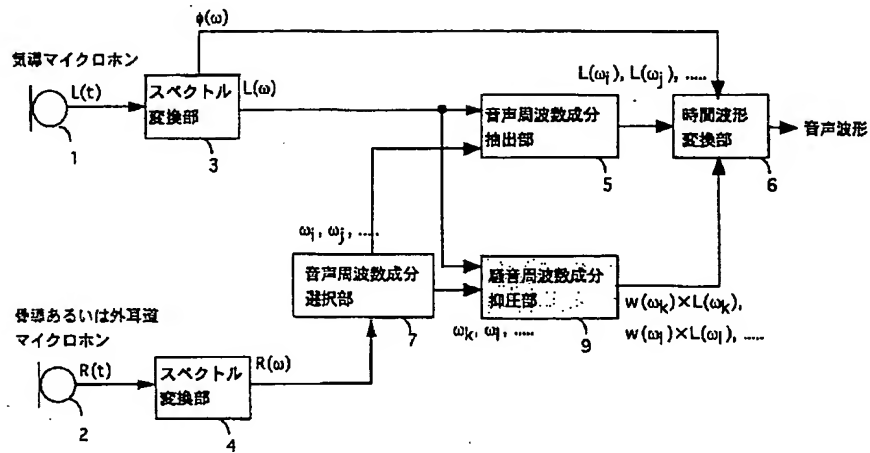 φ(ω)
気導マイクロホン
L(t)
1
スペクトル
変換部
3
L(ω)
音声周波数成分
抽出部
5
L(ωi), L(ωj), .....
時間波形
変換部
6
音声波形
ωi, ωj, .....
音声周波数成分
選択部
7
ωk, ωl, .....
騒音周波数成分
抑圧部
9
w(ωk)×L(ωk),
w(ωl)×L(ωl), .....
骨導あるいは外耳道
マイクロホン
R(t)
2
スペクトル
変換部
4
R(ω)